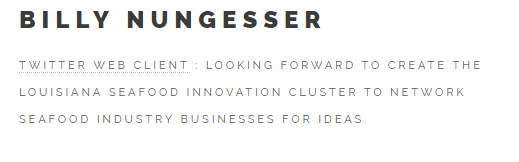 BILLY NUNGESSER
TWITTER WEB CLIENT : LOOKING FORWARD TO CREATE THE
LOUISIANA SEAFOOD INNOVATION CLUSTER TO NETWORK
SEAFOOD INDUSTRY BUSINESSES FOR IDEAS.